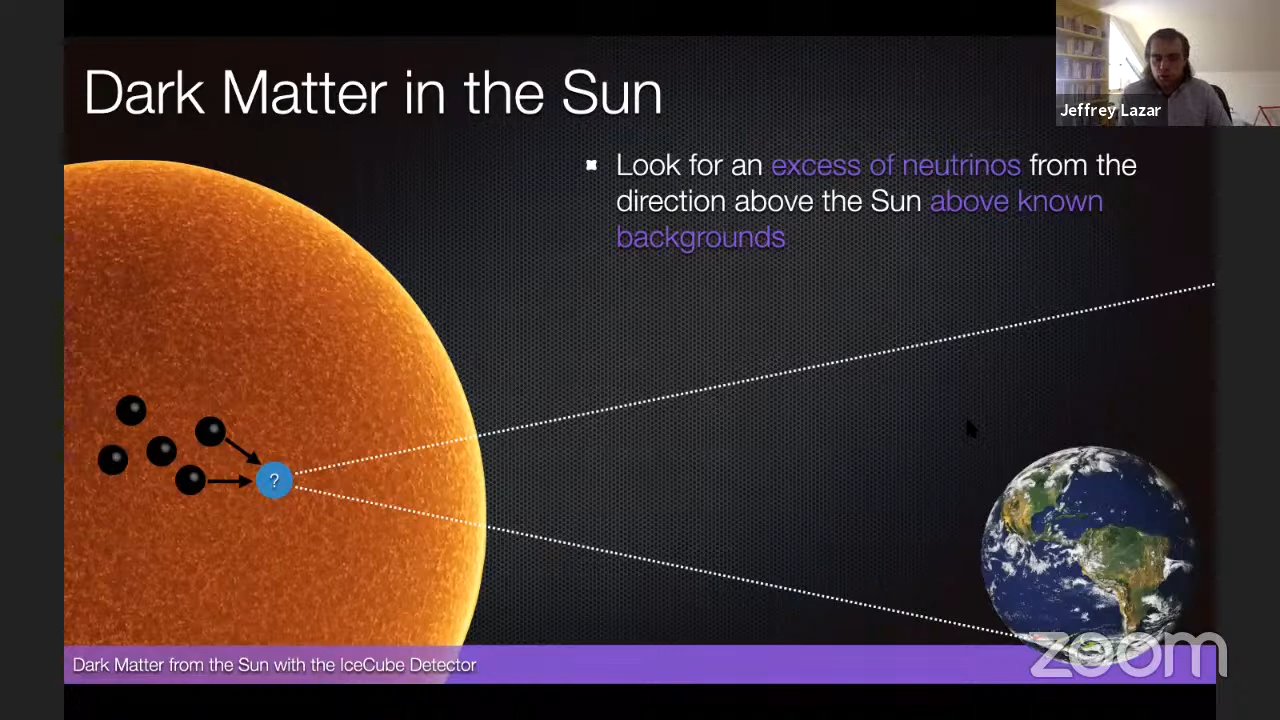 Dark Matter in the Sun
Jeffrey Lazar
Look for an excess of neutrinos from the
direction above the Sun above known
backgrounds
?
Dark Matter from the Sun with the IceCube Detector
zoom